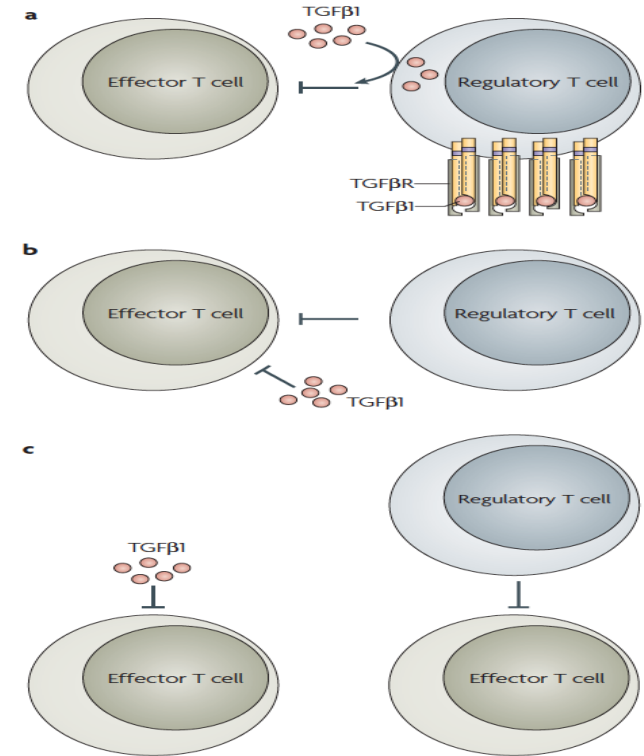 a
TGFβ1
Effector T cell
Regulatory T cell
TGFβR
TGFβ1
b
Effector T cell
Regulatory T cell
TGFβ1
c
Regulatory T cell
TGFβ1
Effector T cell
Effector T cell